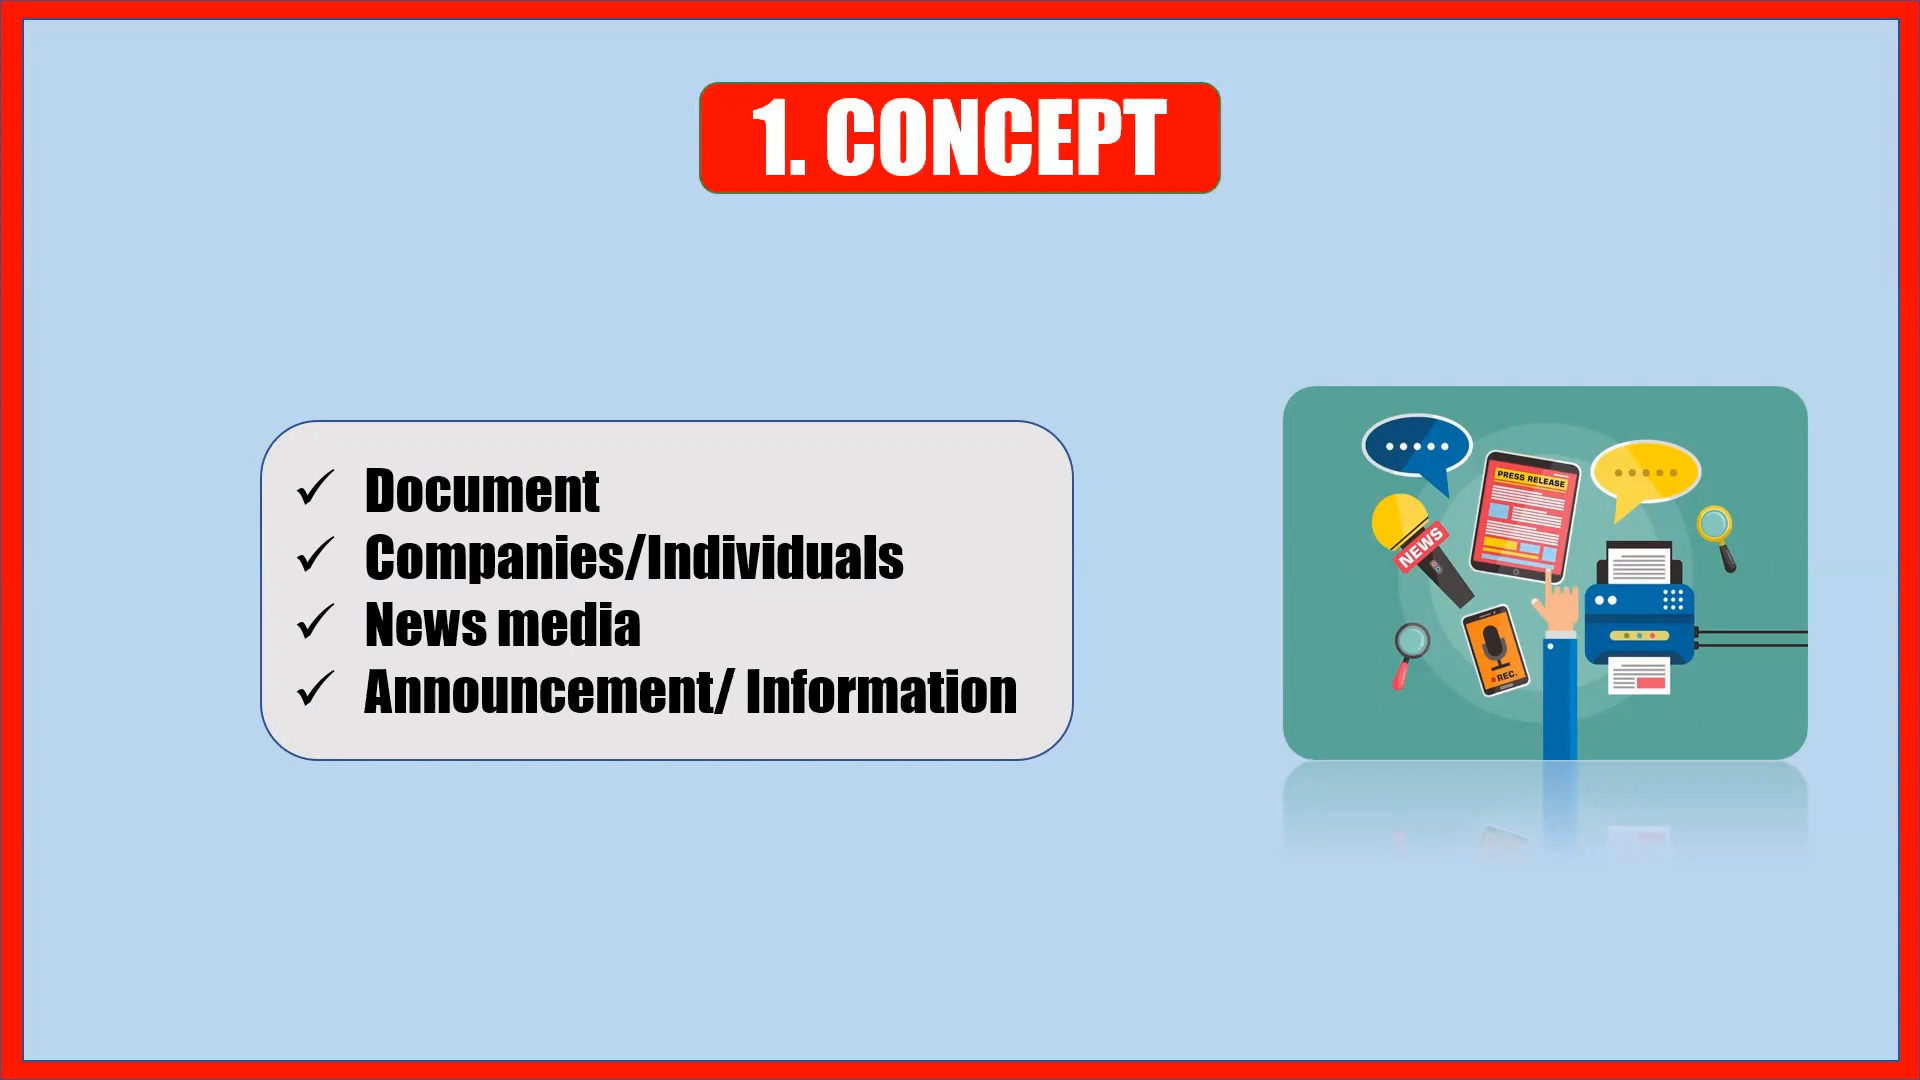 1. CONCEPT
✓ Document
✓ Companies/Individuals
✓ News media
✓ Announcement/ Information
PRESS RELEASE
NEWS
REC.